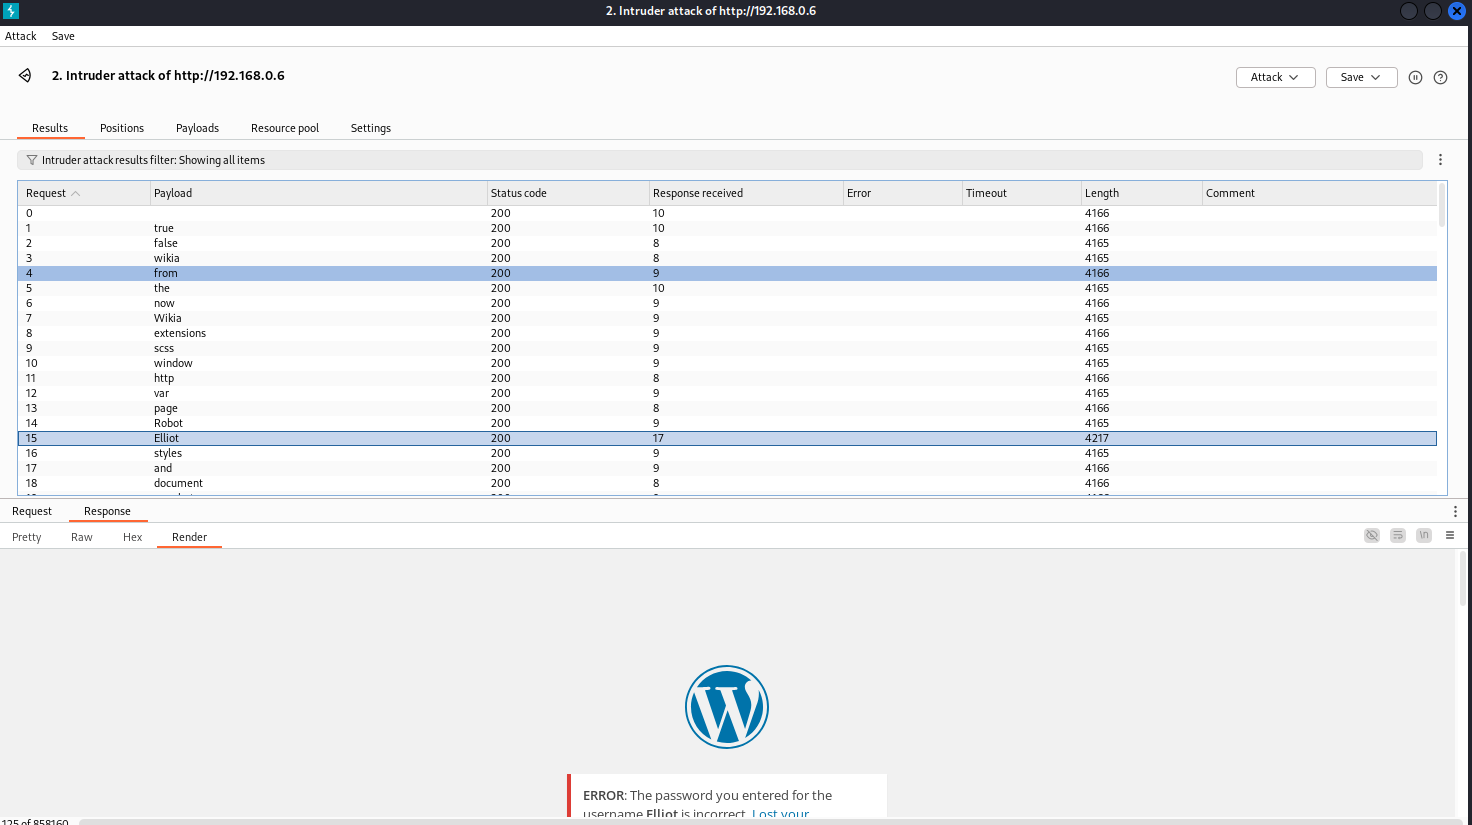 2. Intruder attack of http://192.168.0.6
Attack Save
2. Intruder attack of http://192.168.0.6
Attack Save
Results Positions Payloads Resource pool Settings
Intruder attack results filter: Showing all items
Request Payload Status code Response received Error Timeout Length Comment
0 200 10 4166
1 true 200 10 4166
2 false 200 8 4165
3 wikia 200 8 4165
4 from 200 9 4166
5 the 200 10 4165
6 now 200 9 4166
7 Wikia 200 9 4165
8 extensions 200 9 4166
9 scss 200 9 4165
10 window 200 9 4165
11 http 200 8 4166
12 var 200 9 4165
13 page 200 8 4166
14 Robot 200 9 4165
15 Elliot 200 17 4217
16 styles 200 9 4165
17 and 200 9 4166
18 document 200 8 4166
Request Response
Pretty Raw Hex Render
\n
ERROR: The password you entered for the
username Elliot is incorrect. Lost your
125 of 858160